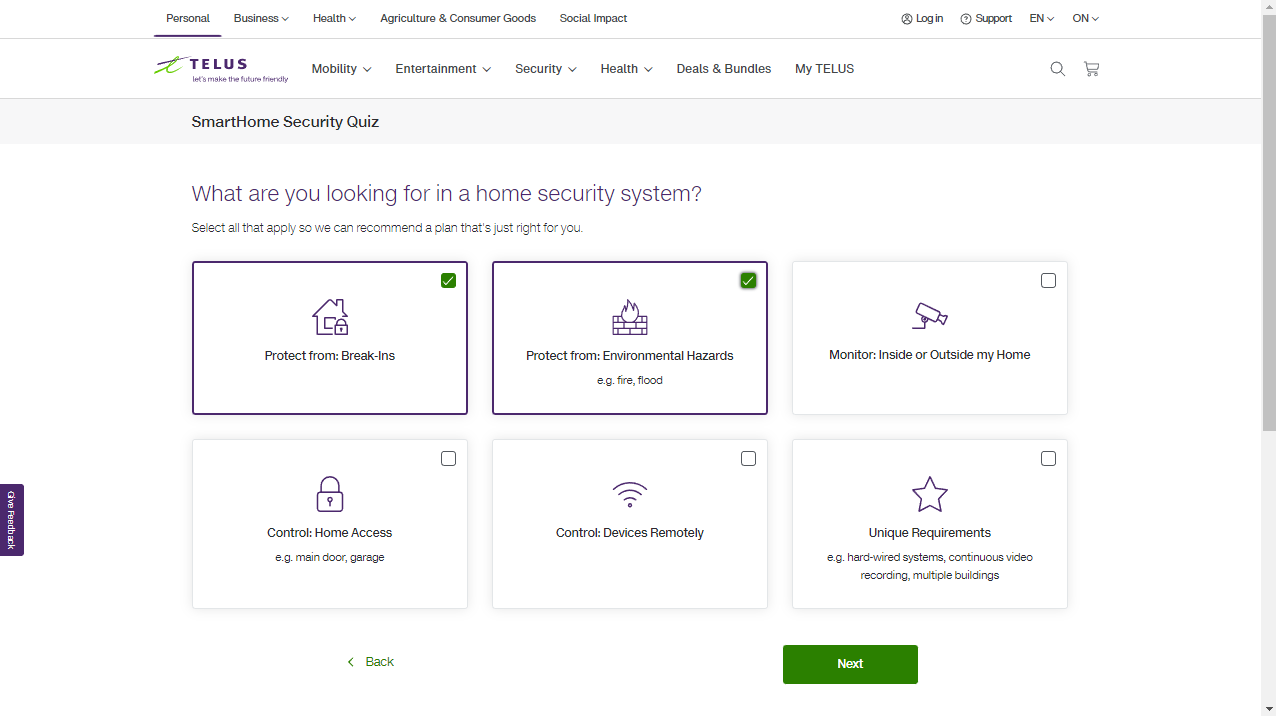 Personal Business Health Agriculture & Consumer Goods Social Impact Log in Support EN ON
TELUS
let's make the future friendly
Mobility Entertainment Security Health Deals & Bundles My TELUS
SmartHome Security Quiz
What are you looking for in a home security system?
Select all that apply so we can recommend a plan that's just right for you.
Protect from: Break-Ins
Protect from: Environmental Hazards
e.g. fire, flood
Monitor: Inside or Outside my Home
Control: Home Access
e.g. main door, garage
Control: Devices Remotely
Unique Requirements
e.g. hard-wired systems, continuous video
recording, multiple buildings
Give Feedback
Back
Next